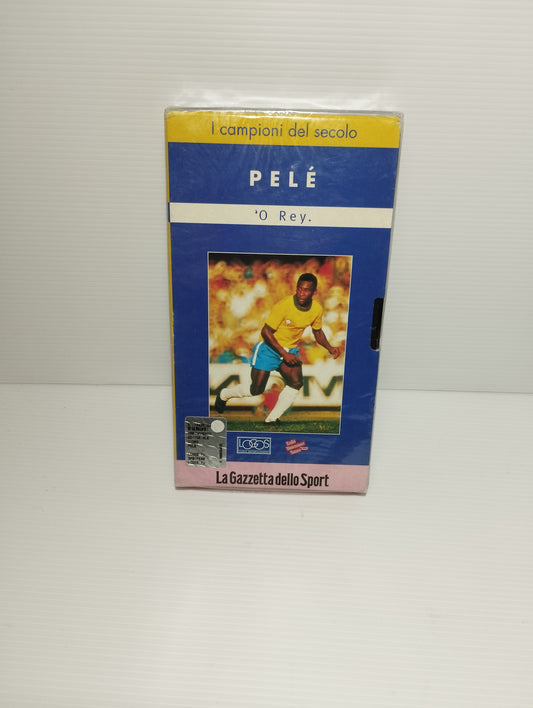 I campioni del secolo
PELÉ
'O Rey.
LOGOS
La Gazzetta dello Sport